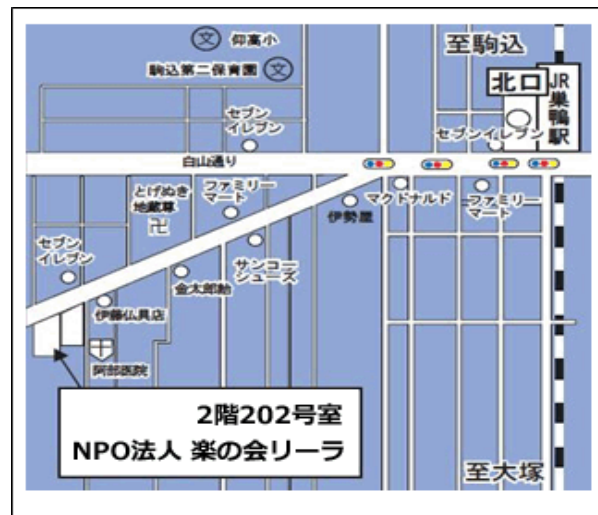 仰高小
文
駒込第二保育園
文
至駒込
北口
JR
巣鴨駅
セブン
イレブン
セブンイレブン
白山通り
とげぬき
地蔵尊
卍
ファミリー
マート
伊勢屋
マクドナルド
ファミリー
マート
セブン
イレブン
サンコー
シューズ
金太郎飴
伊藤仏具店
阿部医院
2階202号室
NPO法人 楽の会リーラ
至大塚